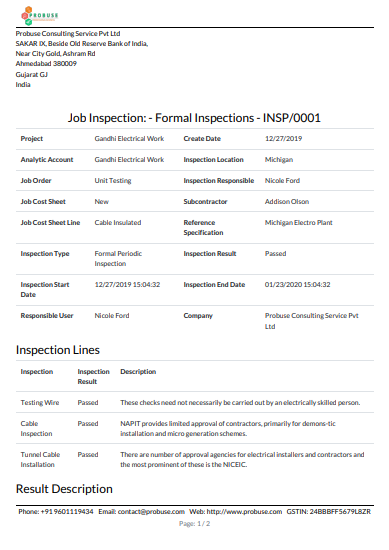 PROBUSE
Probuse Consulting Service Pvt Ltd
SAKAR IX, Beside Old Reserve Bank of India,
Near City Gold, Ashram Rd
Ahmedabad 380009
Gujarat GJ
India
Job Inspection: - Formal Inspections - INSP/0001
Project Gandhi Electrical Work Create Date 12/27/2019
Analytic Account Gandhi Electrical Work Inspection Location Michigan
Job Order Unit Testing Inspection Responsible Nicole Ford
Job Cost Sheet New Subcontractor Addison Olson
Job Cost Sheet Line Cable Insulated Reference Michigan Electro Plant
Specification
Inspection Type Formal Periodic Inspection Result Passed
Inspection
Inspection Start 12/27/2019 15:04:32 Inspection End Date 01/23/2020 15:04:32
Date
Responsible User Nicole Ford Company Probuse Consulting Service Pvt
Ltd
Inspection Lines
Inspection Inspection Description
Result
Testing Wire Passed These checks need not necessarily be carried out by an electrically skilled person.
Cable Passed NAPIT provides limited approval of contractors, primarily for demons-tic
Inspection installation and micro generation schemes.
Tunnel Cable Passed There are number of approval agencies for electrical installers and contractors and
Installation the most prominent of these is the NICEIC.
Result Description
Phone: +91 9601119434 Email: contact@probuse.com Web: http://www.probuse.com GSTIN: 24BBBFF5679L8ZR
Page: 1 / 2